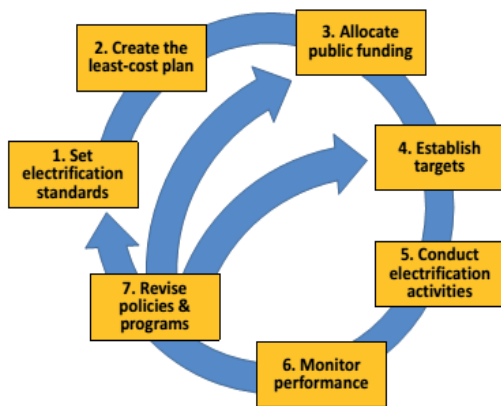 1. Set
electrification
standards
2. Create the
least-cost plan
3. Allocate
public funding
4. Establish
targets
5. Conduct
electrification
activities
6. Monitor
performance
7. Revise
policies &
programs